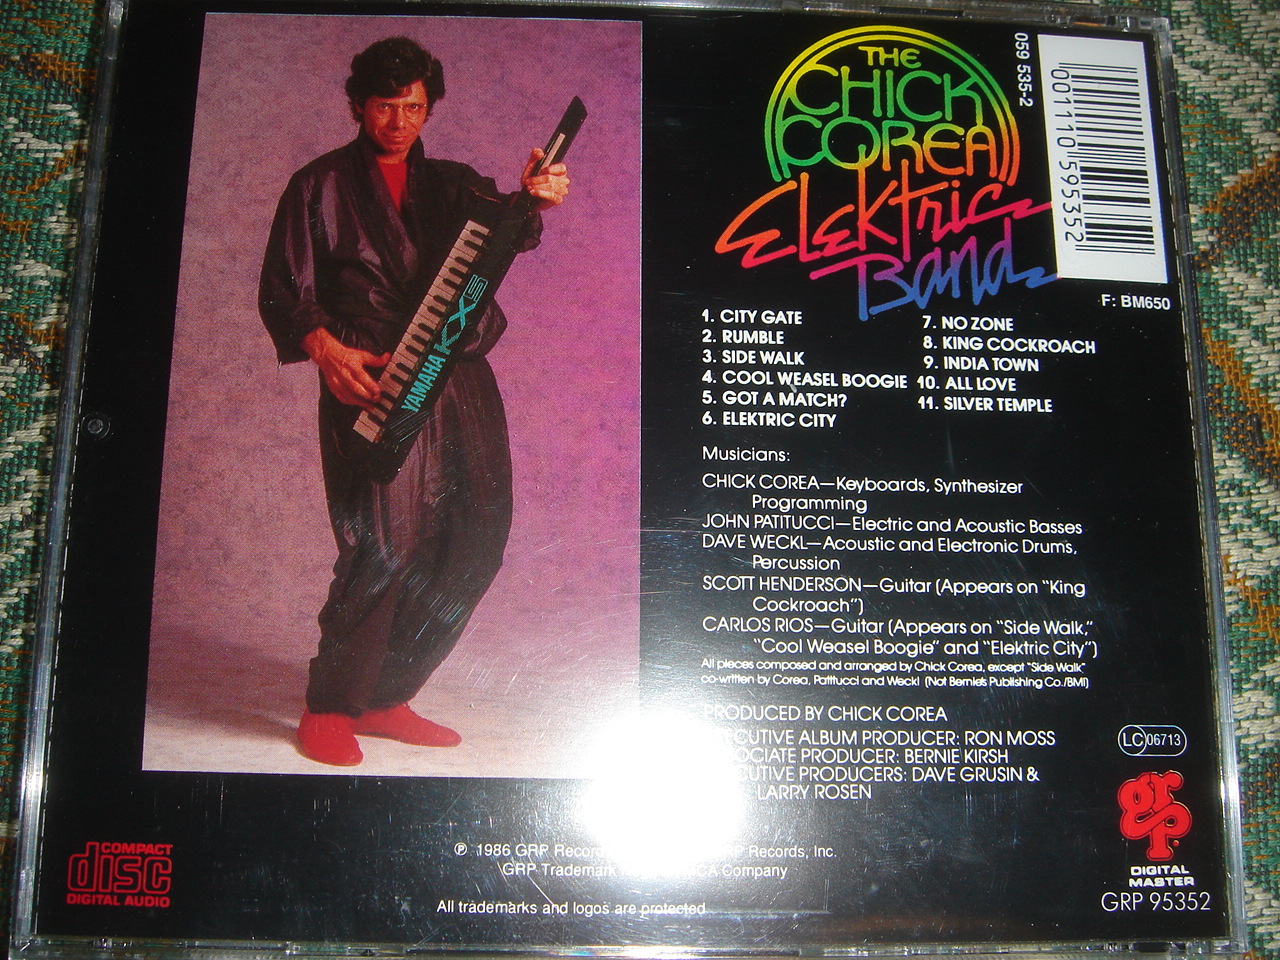 THE
CHICK
COREA
Elektric
Band
059 535-2
0011105 95352
F: BM650
YAMAHA KX5
1. CITY GATE
2. RUMBLE
3. SIDE WALK
4. COOL WEASEL BOOGIE
5. GOT A MATCH?
6. ELEKTRIC CITY
7. NO ZONE
8. KING COCKROACH
9. INDIA TOWN
10. ALL LOVE
11. SILVER TEMPLE
Musicians:
CHICK COREA—Keyboards, Synthesizer
Programming
JOHN PATITUCCI—Electric and Acoustic Basses
DAVE WECKL—Acoustic and Electronic Drums,
Percussion
SCOTT HENDERSON—Guitar (Appears on "King
Cockroach")
CARLOS RIOS—Guitar (Appears on "Side Walk,"
"Cool Weasel Boogie" and "Elektric City")
All pieces composed and arranged by Chick Corea, except "Side Walk"
co-written by Corea, Patitucci and Weckl (Not Bernie's Publishing Co./BMI)
PRODUCED BY CHICK COREA
ALBUM PRODUCER: RON MOSS
PRODUCER: BERNIE KIRSH
PRODUCERS: DAVE GRUSIN &
LARRY ROSEN
LC 06713
grp
DIGITAL
MASTER
GRP 95352
COMPACT
disc
DIGITAL AUDIO
℗ 1986 GRP Records, Inc.
GRP Trademark Company
All trademarks and logos are protected